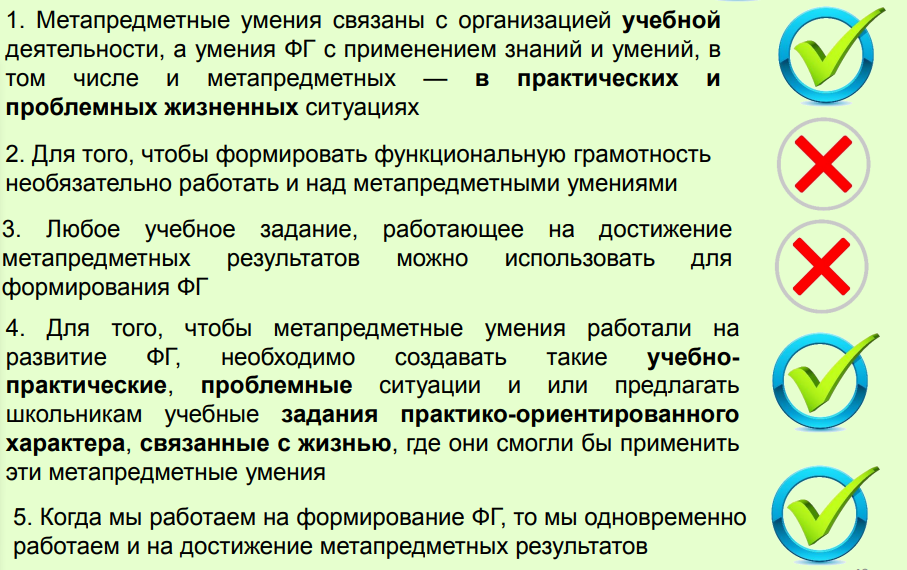 1. Метапредметные умения связаны с организацией учебной
деятельности, а умения ФГ с применением знаний и умений, в
том числе и метапредметных — в практических и
проблемных жизненных ситуациях
2. Для того, чтобы формировать функциональную грамотность
необязательно работать и над метапредметными умениями
3. Любое учебное задание, работающее на достижение
метапредметных результатов можно использовать для
формирования ФГ
4. Для того, чтобы метапредметные умения работали на
развитие ФГ, необходимо создавать такие учебно-
практические, проблемные ситуации и или предлагать
школьникам учебные задания практико-ориентированного
характера, связанные с жизнью, где они смогли бы применить
эти метапредметные умения
5. Когда мы работаем на формирование ФГ, то мы одновременно
работаем и на достижение метапредметных результатов